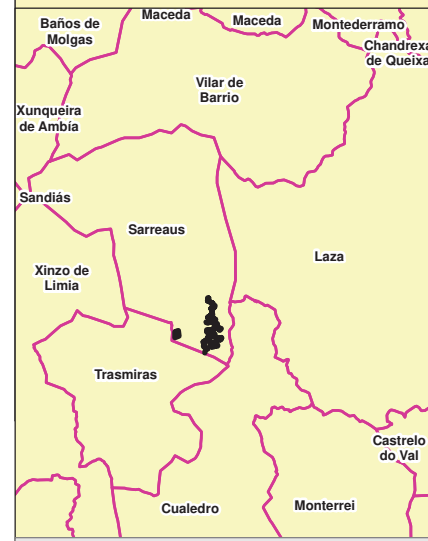 Maceda
Maceda
Baños de
Molgas
Montederramo
Chandrexa
de Queixa
Vilar de
Barrio
Xunqueira
de Ambía
Sandiás
Sarreaus
Laza
Xinzo de
Limia
Trasmiras
Castrelo
do Val
Cualedro
Monterrei